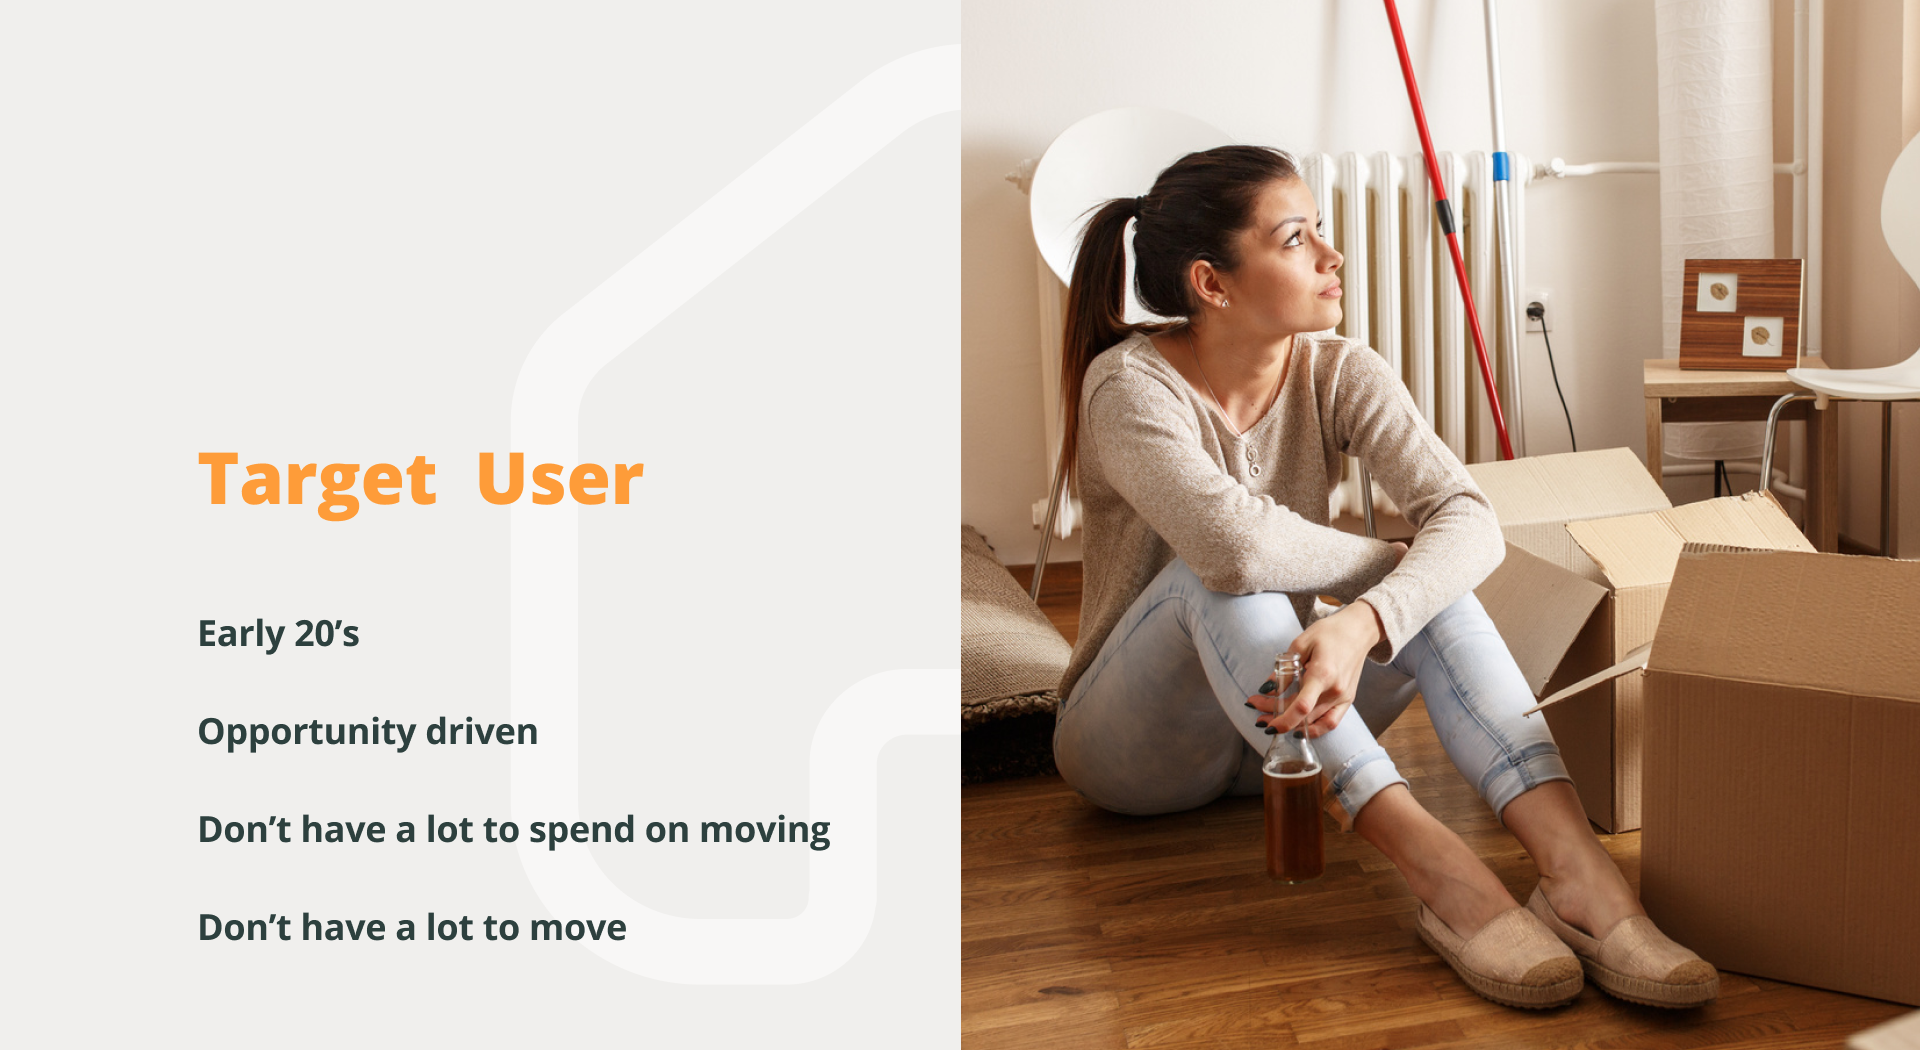 Target User
Early 20’s
Opportunity driven
Don’t have a lot to spend on moving
Don’t have a lot to move